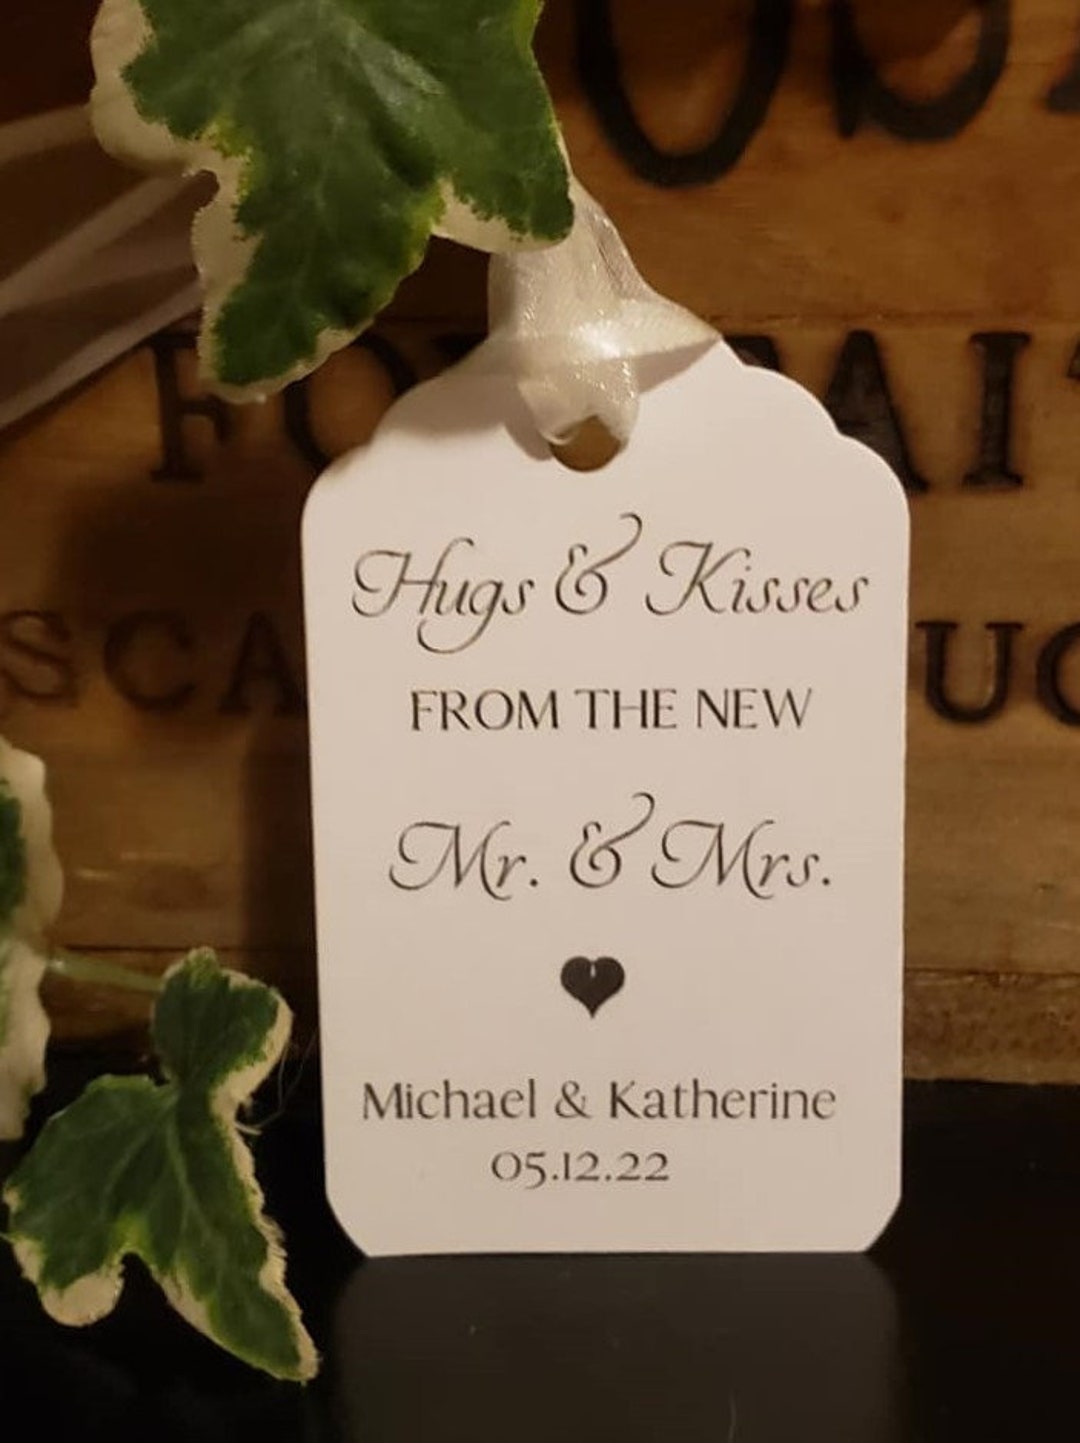 Hugs & Kisses
FROM THE NEW
Mr. & Mrs.
Michael & Katherine
05.12.22